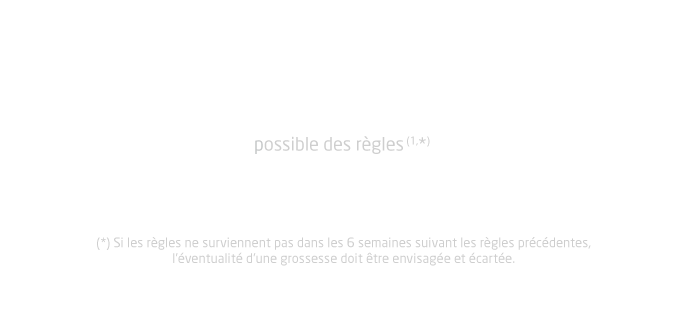 possible des règles (1,*)
(*) Si les règles ne surviennent pas dans les 6 semaines suivant les règles précédentes,
l'éventualité d'une grossesse doit être envisagée et écartée.